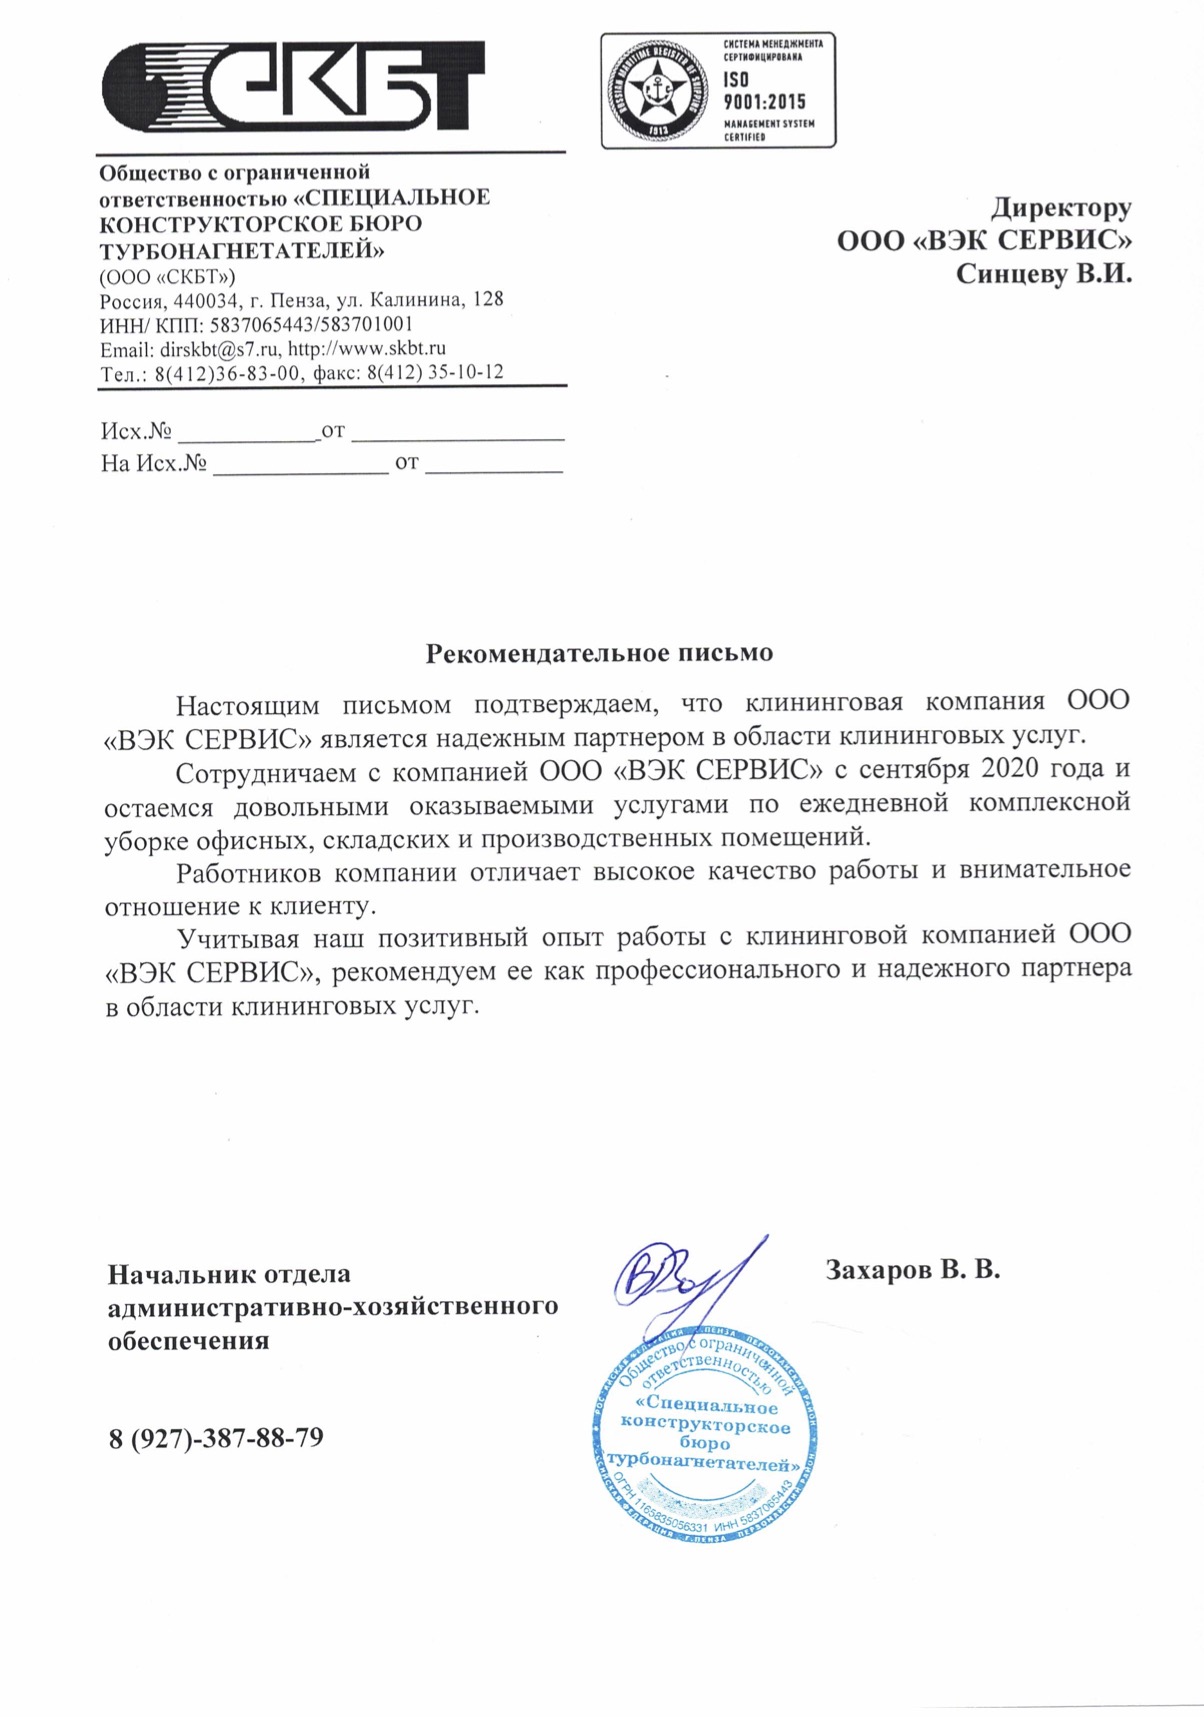 СКБТ
RUSSIAN MARITIME REGISTER OF SHIPPING
1913
СИСТЕМА МЕНЕДЖМЕНТА
СЕРТИФИЦИРОВАНА
ISO
9001:2015
MANAGEMENT SYSTEM
CERTIFIED
Общество с ограниченной
ответственностью «СПЕЦИАЛЬНОЕ
КОНСТРУКТОРСКОЕ БЮРО
ТУРБОНАГНЕТАТЕЛЕЙ»
(ООО «СКБТ»)
Россия, 440034, г. Пенза, ул. Калинина, 128
ИНН/ КПП: 5837065443/583701001
Email: dirskbt@s7.ru, http://www.skbt.ru
Тел.: 8(412)36-83-00, факс: 8(412) 35-10-12
Директору
ООО «ВЭК СЕРВИС»
Синцеву В.И.
Исх.№ ___________ от _________________
На Исх.№ ______________ от ___________
Рекомендательное письмо
Настоящим письмом подтверждаем, что клининговая компания ООО
«ВЭК СЕРВИС» является надежным партнером в области клининговых услуг.
Сотрудничаем с компанией ООО «ВЭК СЕРВИС» с сентября 2020 года и
остаемся довольными оказываемыми услугами по ежедневной комплексной
уборке офисных, складских и производственных помещений.
Работников компании отличает высокое качество работы и внимательное
отношение к клиенту.
Учитывая наш позитивный опыт работы с клининговой компанией ООО
«ВЭК СЕРВИС», рекомендуем ее как профессионального и надежного партнера
в области клининговых услуг.
Начальник отдела
административно-хозяйственного
обеспечения
Захаров В. В.
8 (927)-387-88-79
Общество с ограниченной
ответственностью
«Специальное
конструкторское
бюро
турбонагнетателей»
ОГРН 1165835056331 ИНН 5837065443
РОССИЙСКАЯ ФЕДЕРАЦИЯ г.ПЕНЗА ПЕРВОМАЙСКИЙ РАЙОН